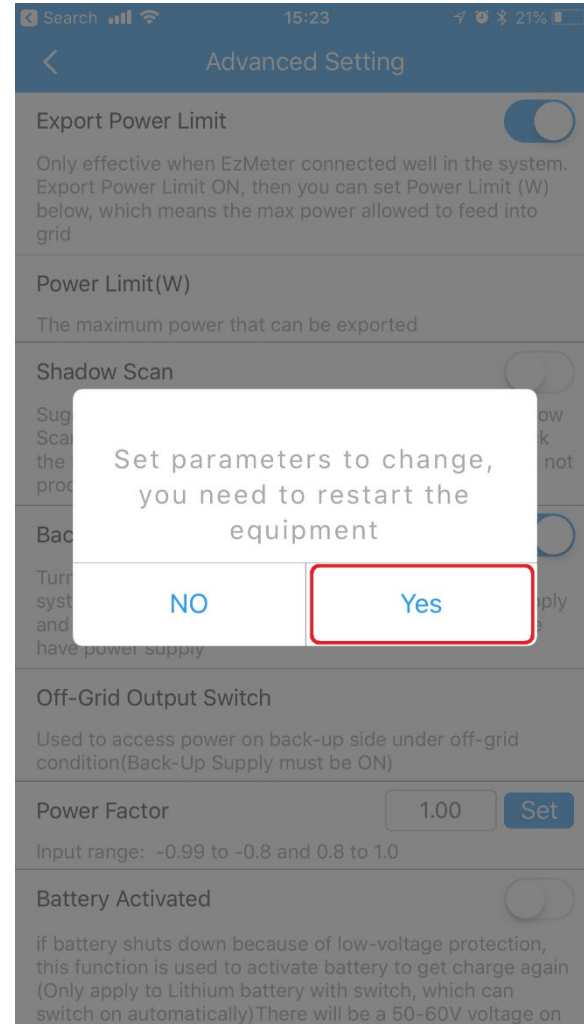 Search 15:23 21%
Advanced Setting
Export Power Limit
Only effective when EzMeter connected well in the system.
Export Power Limit ON, then you can set Power Limit (W)
below, which means the max power allowed to feed into
grid
Power Limit(W)
The maximum power that can be exported
Shadow Scan
Set parameters to change,
you need to restart the
equipment
NO Yes
the not
and
have power supply
Off-Grid Output Switch
Used to access power on back-up side under off-grid
condition(Back-Up Supply must be ON)
Power Factor 1.00 Set
Input range: -0.99 to -0.8 and 0.8 to 1.0
Battery Activated
if battery shuts down because of low-voltage protection,
this function is used to activate battery to get charge again
(Only apply to Lithium battery with switch, which can
switch on automatically)There will be a 50-60V voltage on